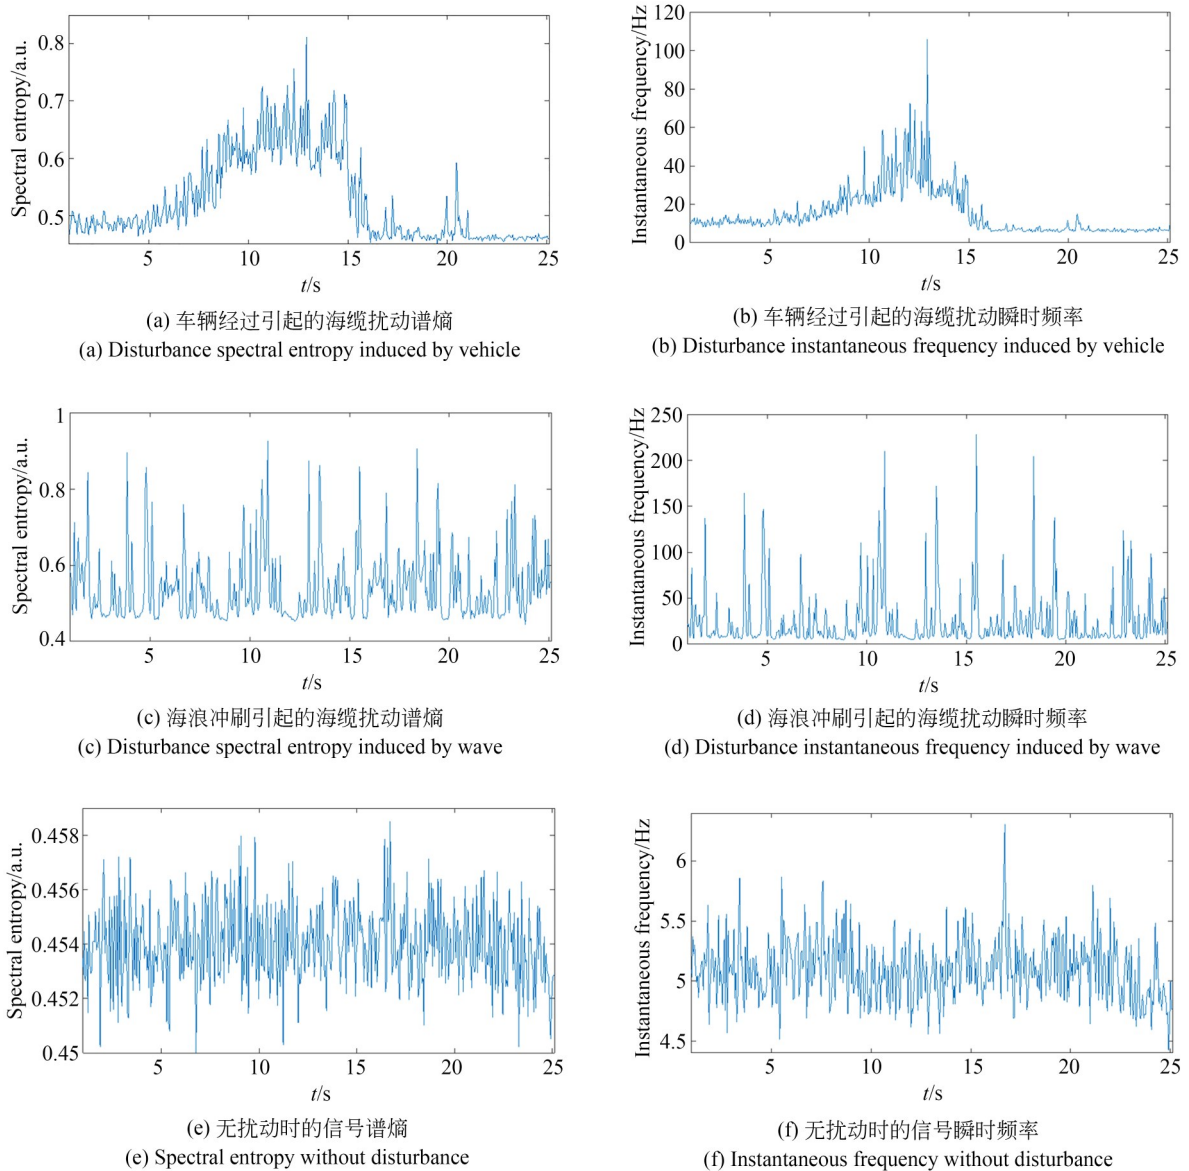 Spectral entropy/a.u.
0.8
0.7
0.6
0.5
5
10
15
20
25
t/s
(a) 车辆经过引起的海缆扰动谱熵
(a) Disturbance spectral entropy induced by vehicle
Instantaneous frequency/Hz
120
100
80
60
40
20
0
5
10
15
20
25
t/s
(b) 车辆经过引起的海缆扰动瞬时频率
(b) Disturbance instantaneous frequency induced by vehicle
Spectral entropy/a.u.
1
0.8
0.6
0.4
5
10
15
20
25
t/s
(c) 海浪冲刷引起的海缆扰动谱熵
(c) Disturbance spectral entropy induced by wave
Instantaneous frequency/Hz
250
200
150
100
50
0
5
10
15
20
25
t/s
(d) 海浪冲刷引起的海缆扰动瞬时频率
(d) Disturbance instantaneous frequency induced by wave
Spectral entropy/a.u.
0.458
0.456
0.454
0.452
0.45
5
10
15
20
25
t/s
(e) 无扰动时的信号谱熵
(e) Spectral entropy without disturbance
Instantaneous frequency/Hz
6
5.5
5
4.5
5
10
15
20
25
t/s
(f) 无扰动时的信号瞬时频率
(f) Instantaneous frequency without disturbance